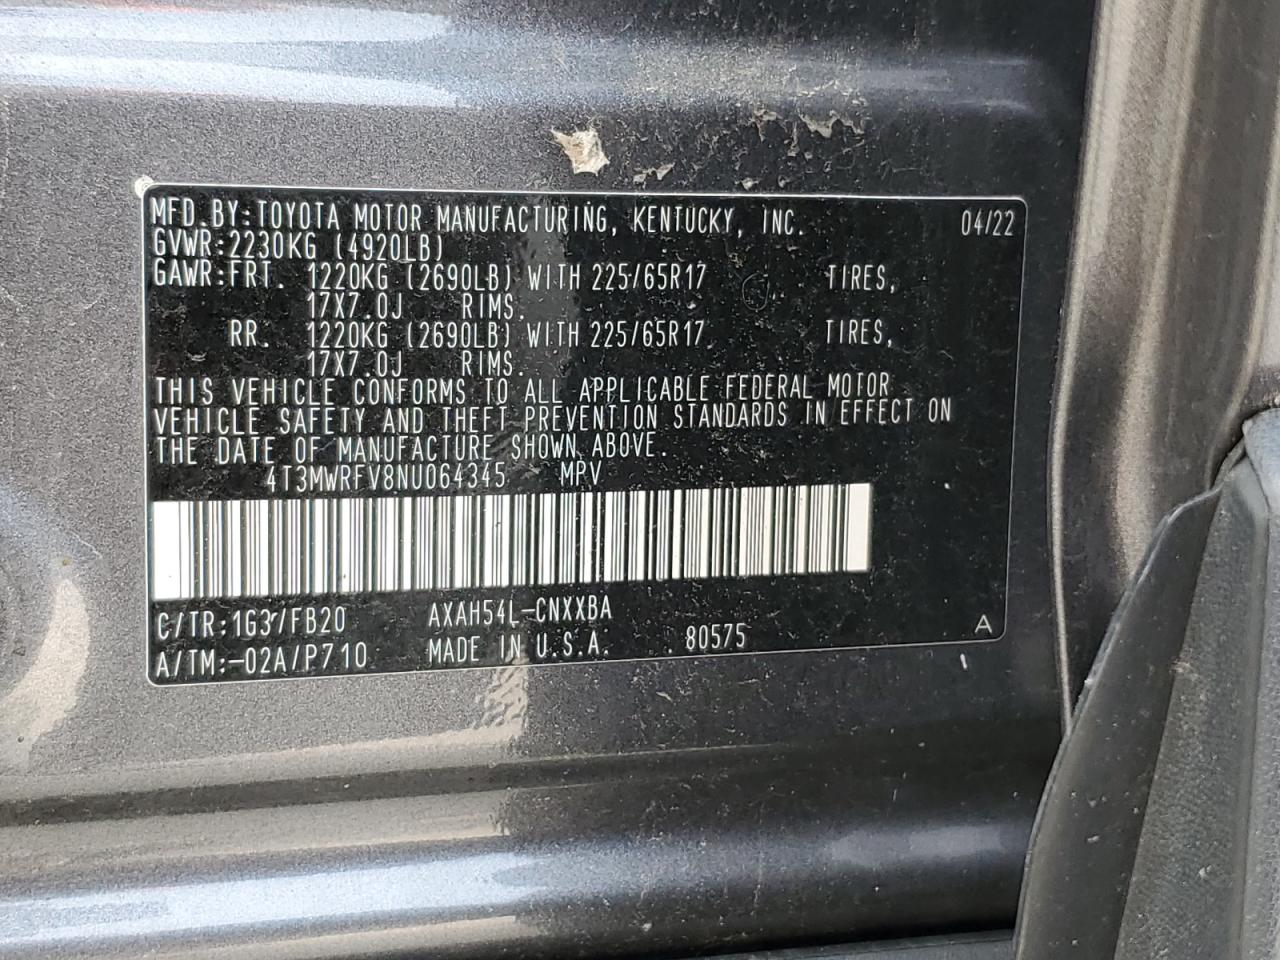 MFD.BY:TOYOTA MOTOR MANUFACTURING, KENTUCKY, INC. 04/22
GVWR:2230KG (4920LB)
GAWR:FRT. 1220KG (2690LB) WITH 225/65R17 TIRES,
17X7.0J RIMS.
RR. 1220KG (2690LB) WITH 225/65R17 TIRES,
17X7.0J RIMS.
THIS VEHICLE CONFORMS TO ALL APPLICABLE FEDERAL MOTOR
VEHICLE SAFETY AND THEFT PREVENTION STANDARDS IN EFFECT ON
THE DATE OF MANUFACTURE SHOWN ABOVE.
4T3MWRFV8NU064345 MPV
C/TR:1G3/FB20 AXAH54L-CNXXBA
A/TM:-02A/P710 MADE IN U.S.A. 80575 A